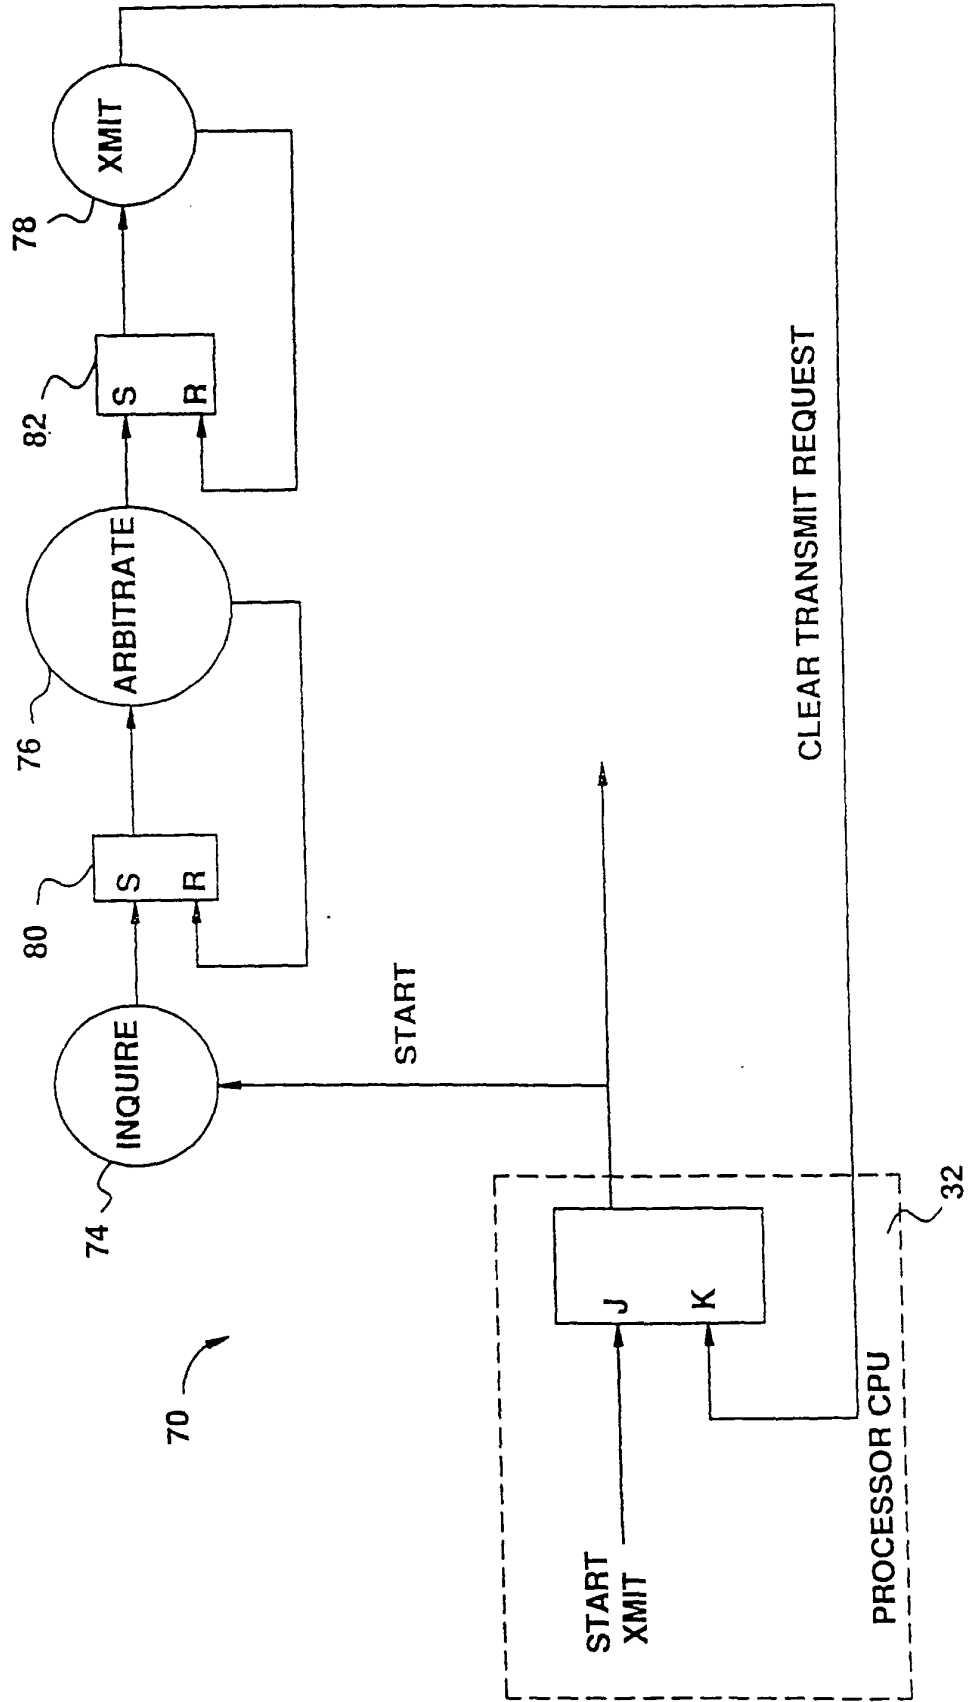 70
74
INQUIRE
80
S
R
76
ARBITRATE
82
S
R
78
XMIT
START
START
XMIT
J
K
PROCESSOR CPU
32
CLEAR TRANSMIT REQUEST